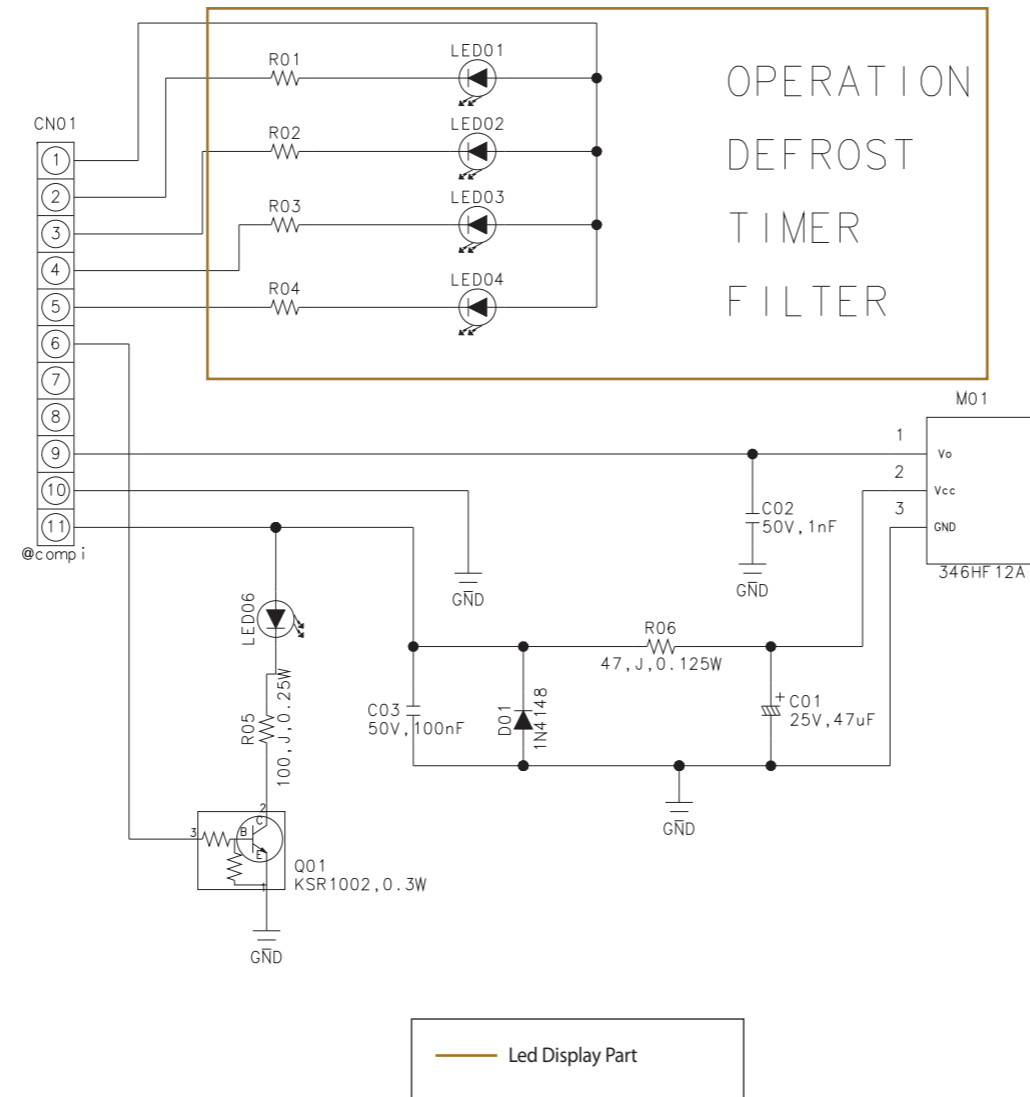 R01
LED01
OPERATION
CN01
R02
LED02
DEFROST
1
2
R03
LED03
TIMER
3
4
R04
LED04
FILTER
5
6
7
8
M01
9
1
Vo
2
Vcc
10
3
GND
C02
50V,1nF
11
@compi
GND
GND
346HF12A
LED06
R06
47,J,0.125W
C03
50V,100nF
D01
1N4148
+
C01
25V,47uF
R05
100,J,0.25W
GND
2
C
3
B
E
1
Q01
KSR1002,0.3W
GND
Led Display Part